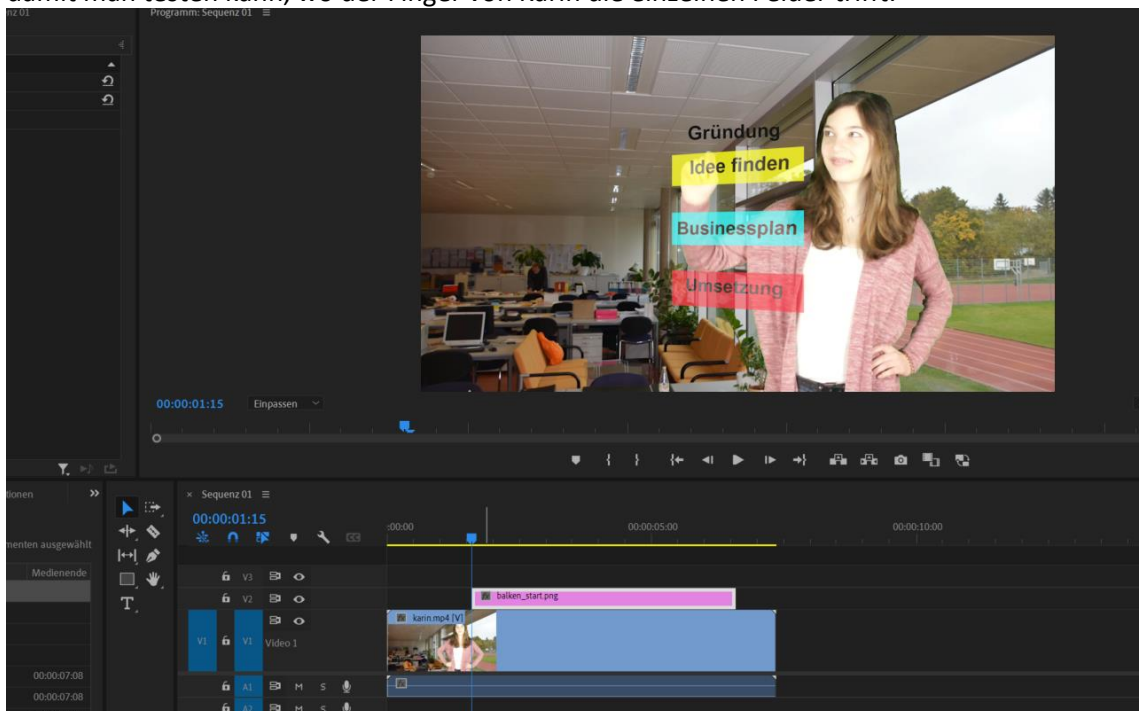 damit man testen kann, wo der Finger von Karin die einzelnen Felder trifft.
nz 01 Programm: Sequenz 01
Gründung
Idee finden
Businessplan
Umsetzung
00:00:01:15 Einpassen
tionen
Sequenz 01
00:00:01:15
:00:00 00:00:05:00 00:00:10:00
menten ausgewählt
Medienende
V3
V2 balken_start.png
karin.mp4 [V]
V1 V1 Video 1
00:00:07:08
A1 M S
00:00:07:08
A2 M S